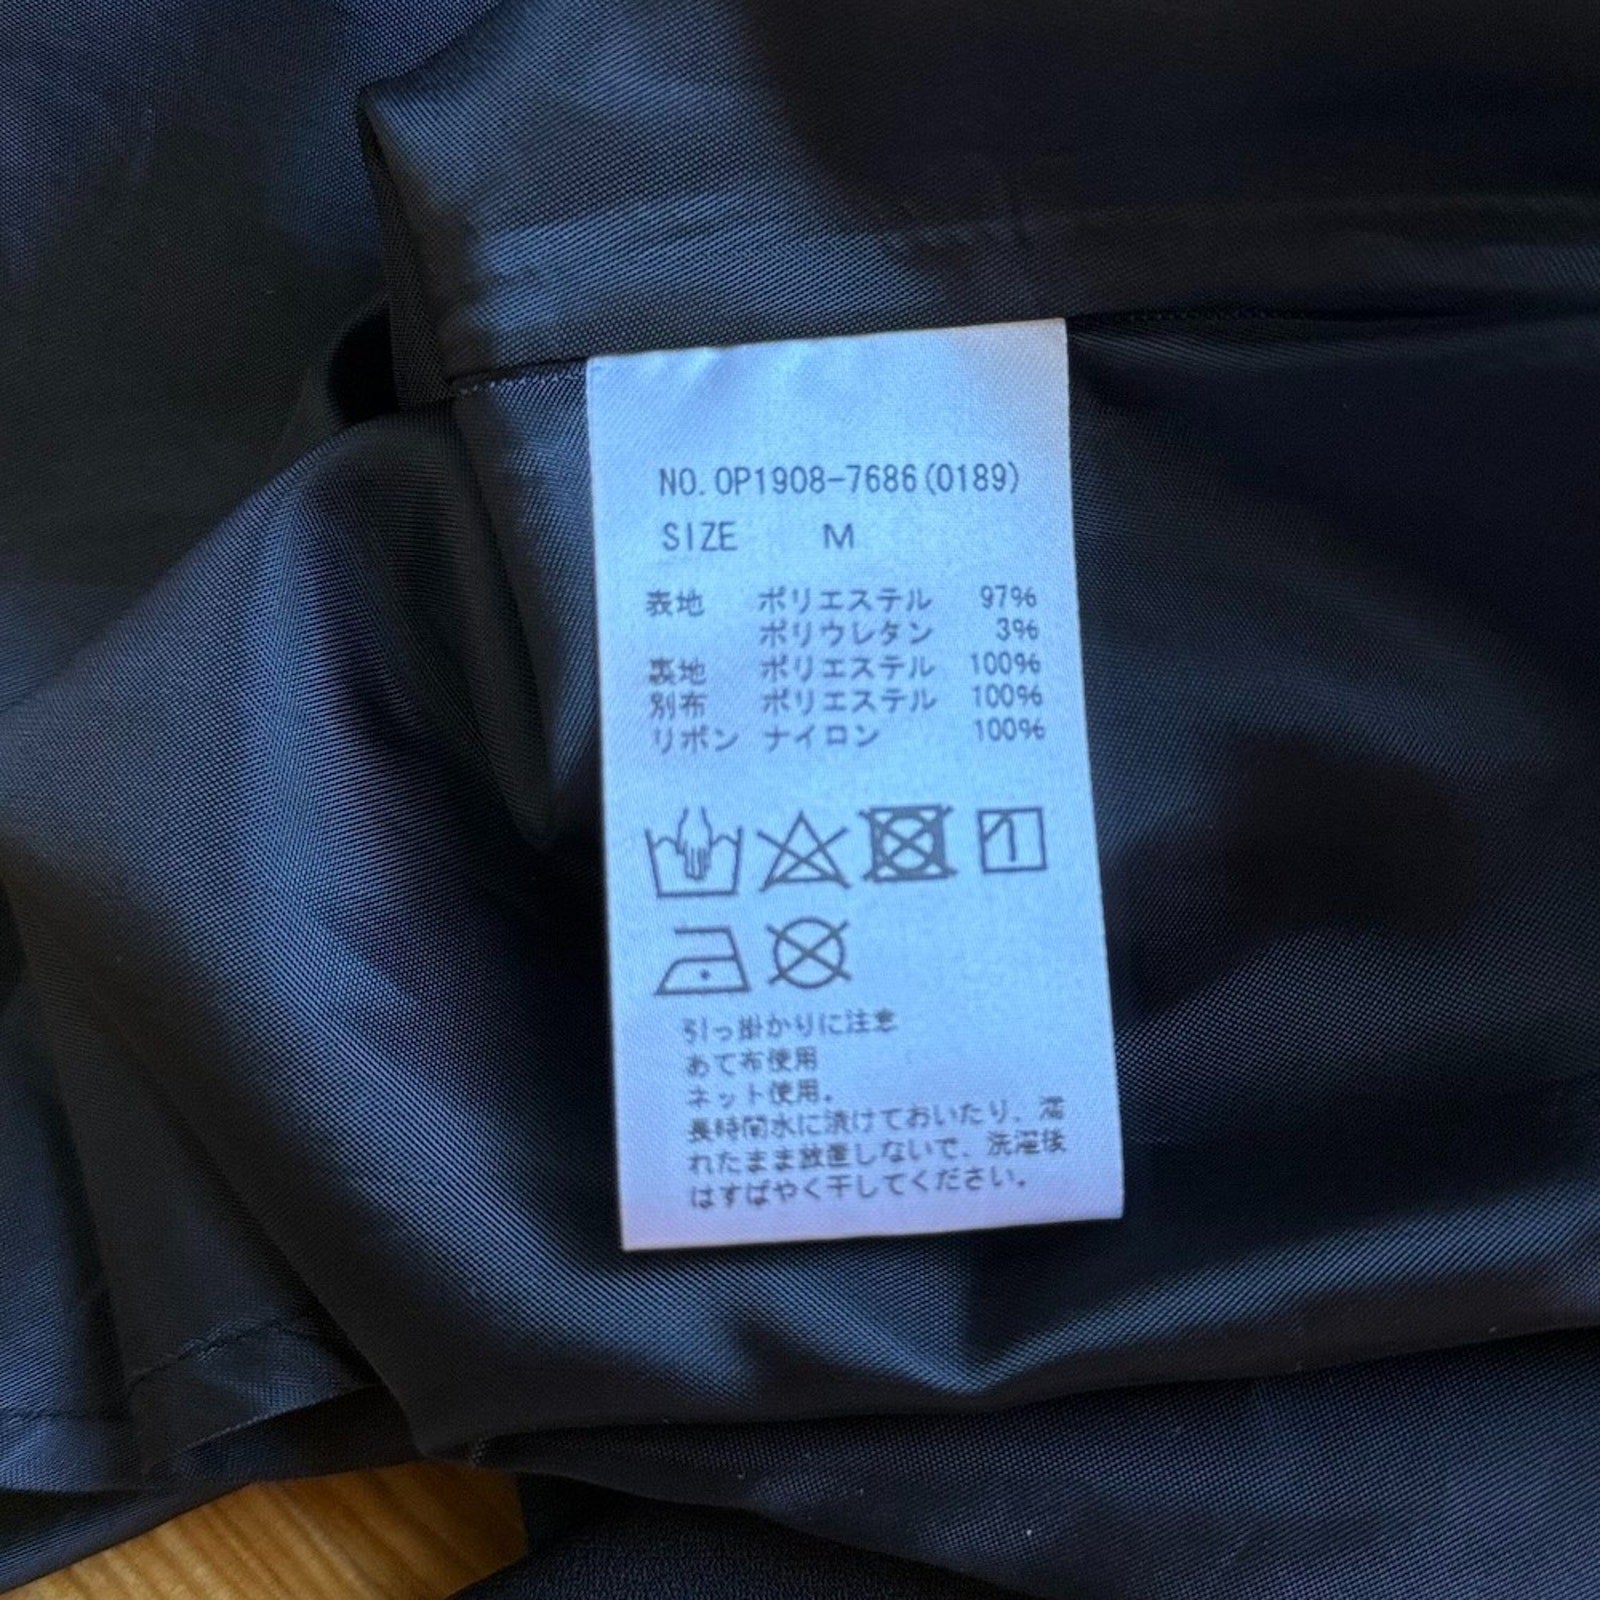 NO. OP1908-7686(0189)
SIZE M
表地 ポリエステル 97%
ポリウレタン 3%
裏地 ポリエステル 100%
別布 ポリエステル 100%
リボン ナイロン 100%
引っ掛かりに注意
あて布使用
ネット使用。
長時間水に漬けておいたり、濡
れたまま放置しないで、洗濯後
はすばやく干してください。